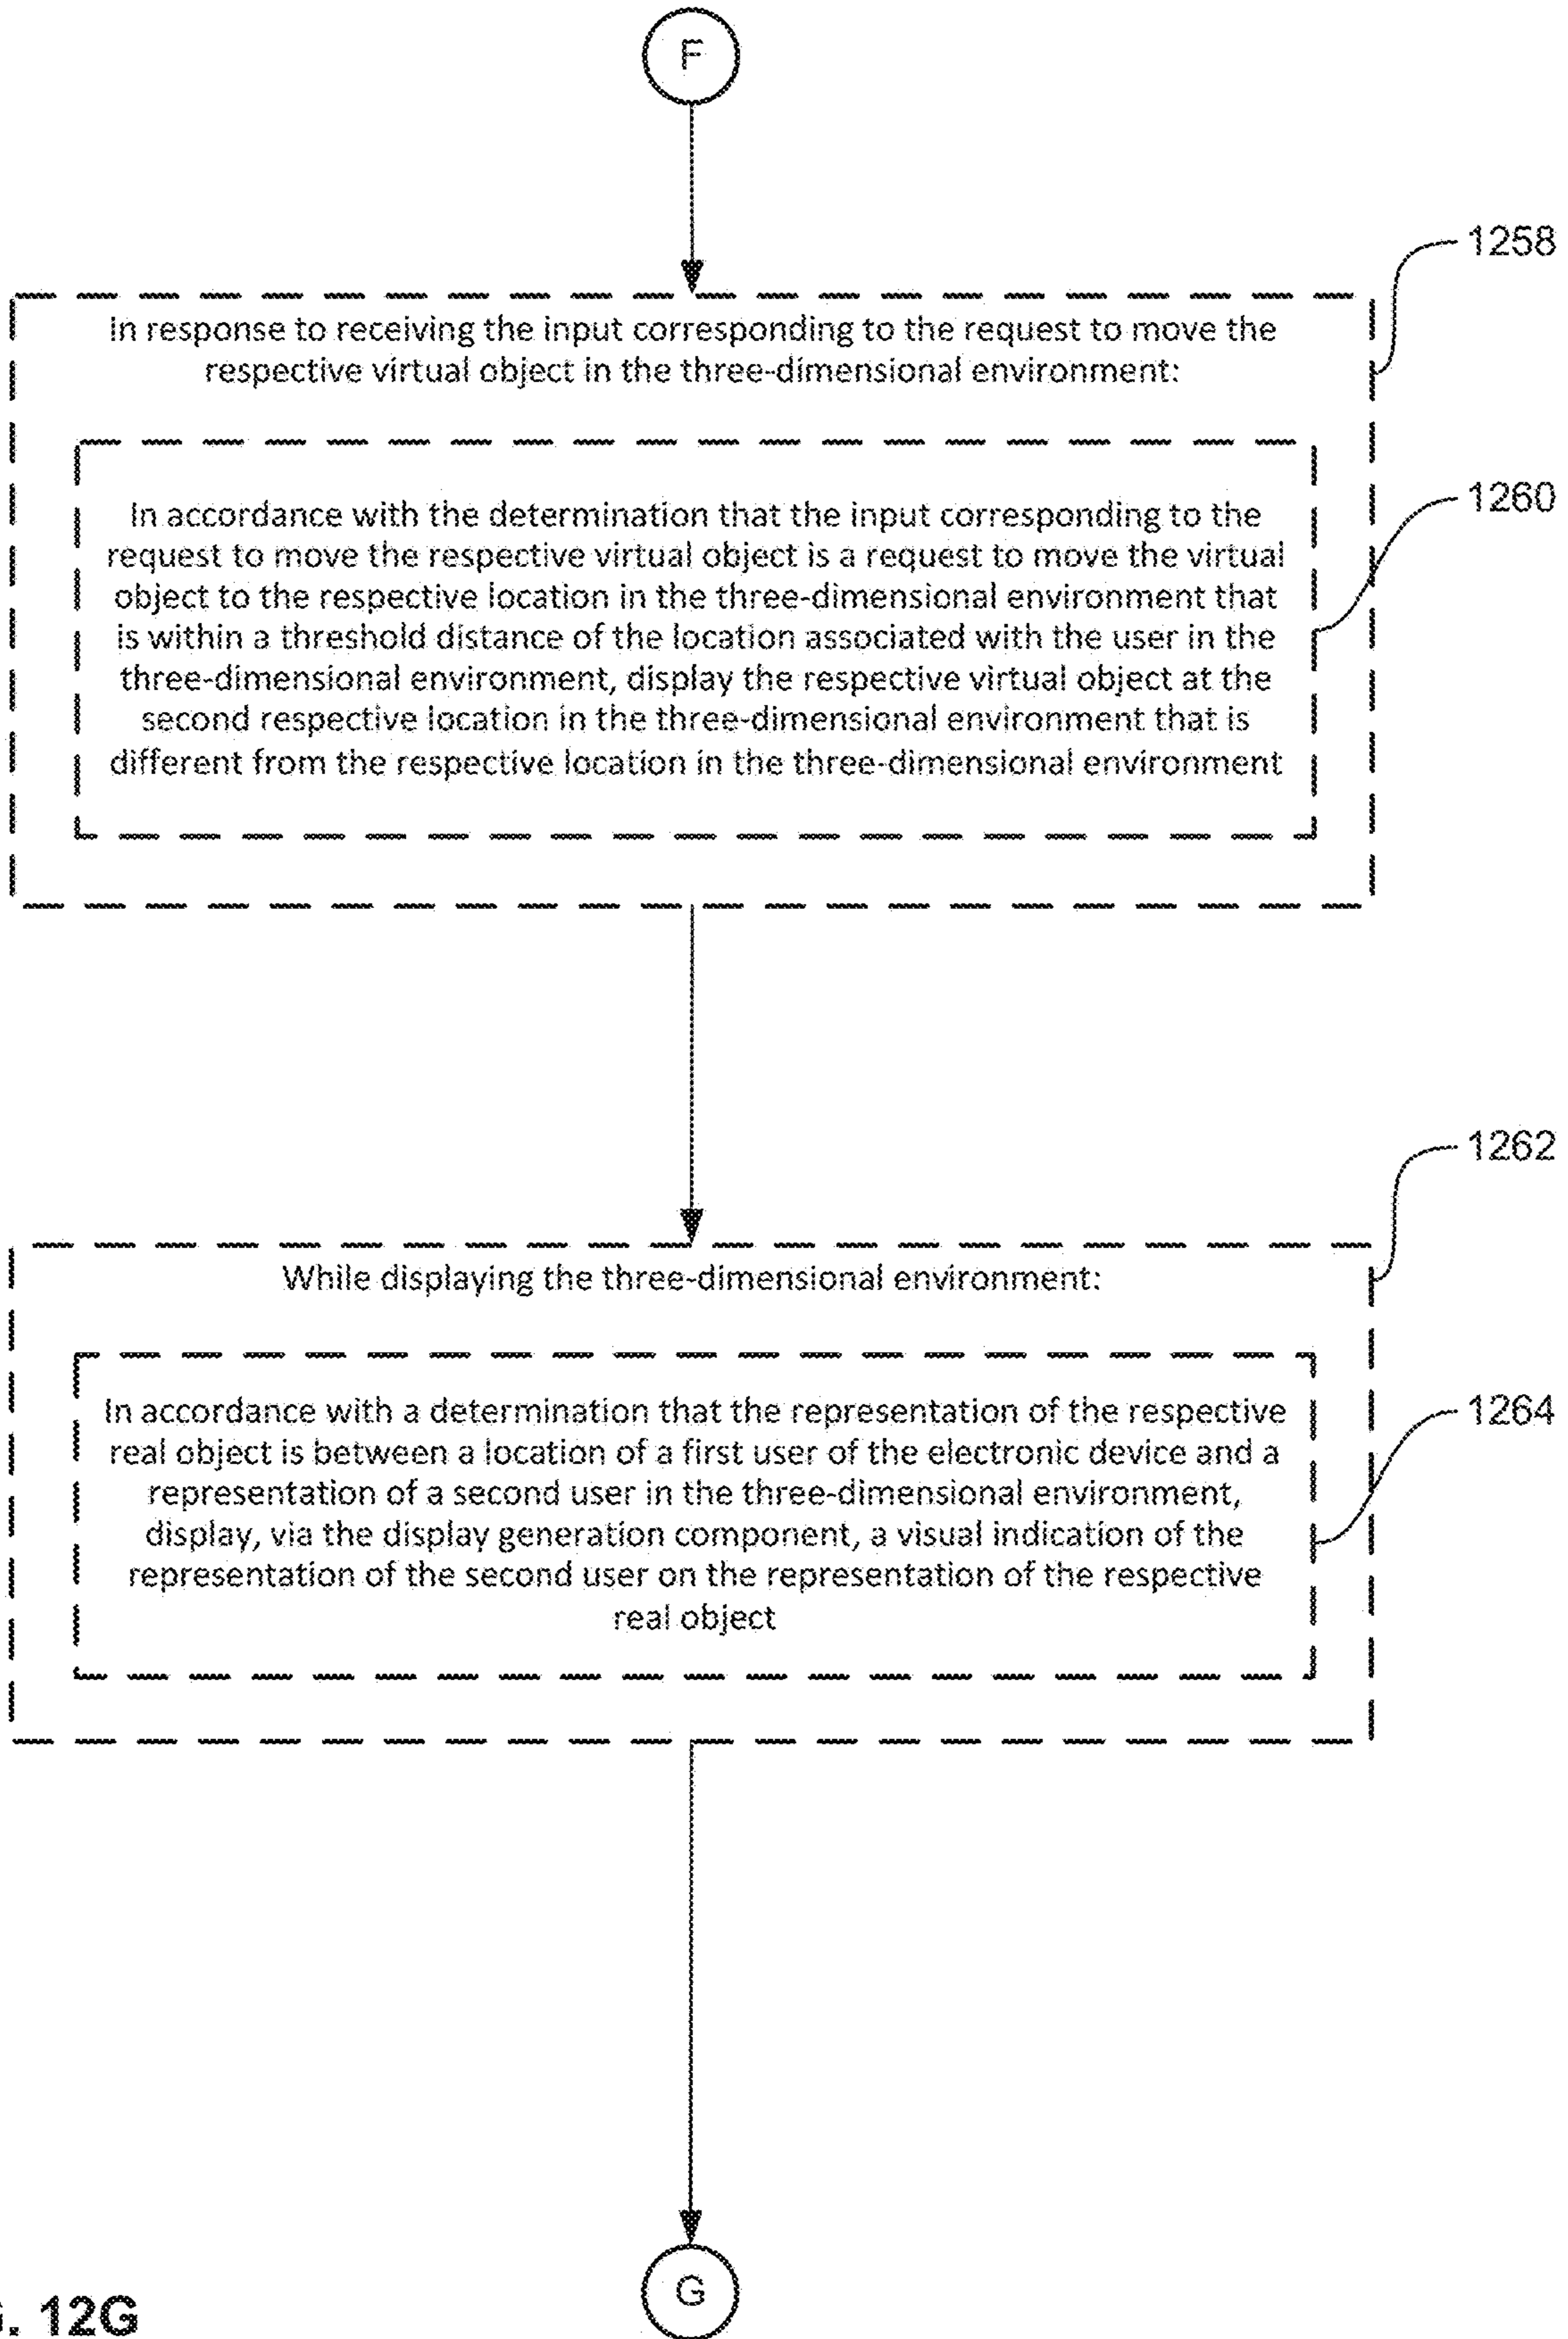 F
1258
In response to receiving the input corresponding to the request to move the
respective virtual object in the three-dimensional environment:
1260
In accordance with the determination that the input corresponding to the
request to move the respective virtual object is a request to move the virtual
object to the respective location in the three-dimensional environment that
is within a threshold distance of the location associated with the user in the
three-dimensional environment, display the respective virtual object at the
second respective location in the three-dimensional environment that is
different from the respective location in the three-dimensional environment
1262
While displaying the three-dimensional environment:
1264
In accordance with a determination that the representation of the respective
real object is between a location of a first user of the electronic device and a
representation of a second user in the three-dimensional environment,
display, via the display generation component, a visual indication of the
representation of the second user on the representation of the respective
real object
G
. 12G